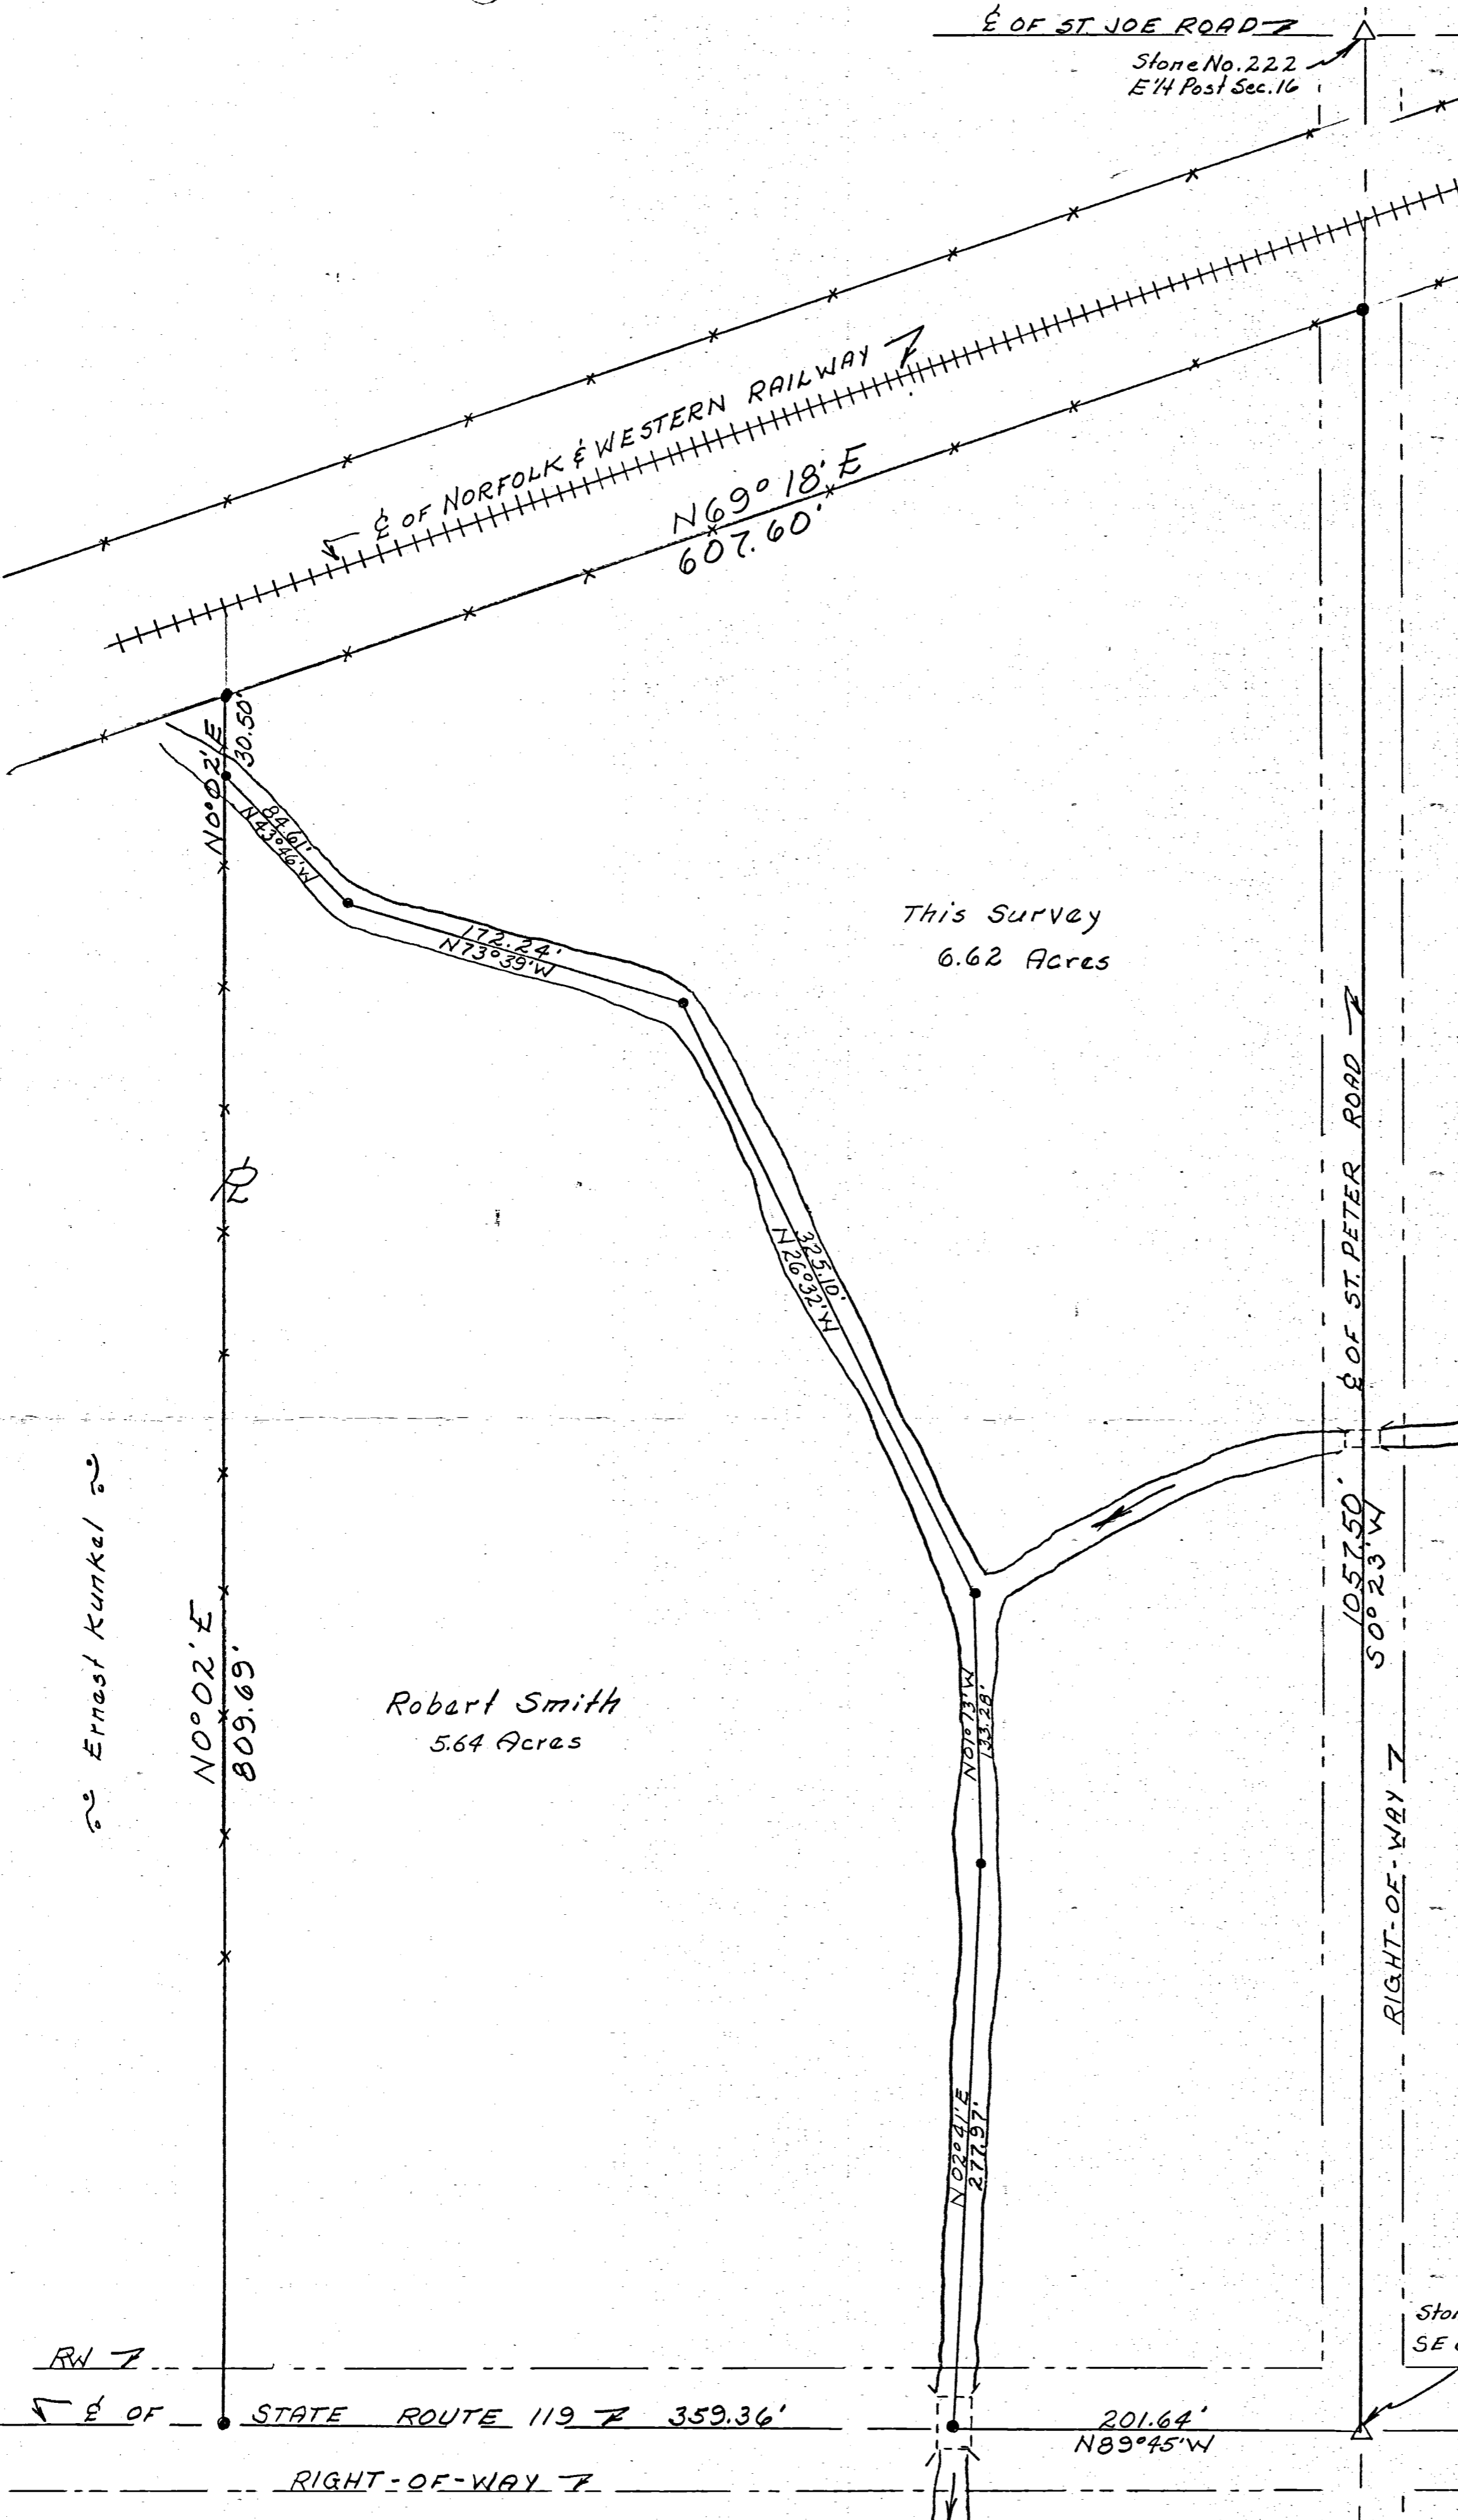 ℄ OF ST. JOE ROAD
Stone No. 222
E 1/4 Post Sec. 16
℄ OF NORFOLK & WESTERN RAILWAY
N69° 18' E
607.60'
N0° 02' E
30.50'
84.61'
N43°46'W
172.24'
N73°39'W
This Survey
6.62 Acres
325.10'
N26°32'W
℄ OF ST. PETER ROAD
1057.50'
S0° 23' W
Ernest Kunkel
N0° 02' E
809.69'
Robert Smith
5.64 Acres
N01°13'W
133.28'
RIGHT-OF-WAY
N02°41'E
277.97'
Stor
SE
RW
℄ OF STATE ROUTE 119 359.36'
201.64'
N89°45'W
RIGHT-OF-WAY